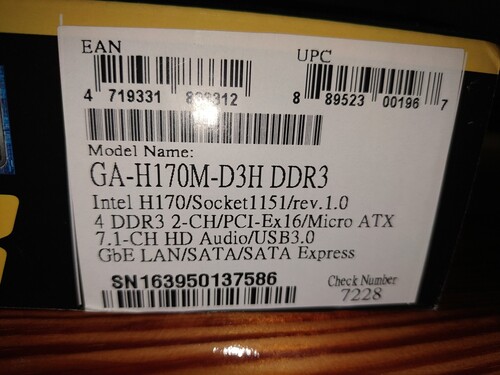 EAN
UPC
4 719331
8 89523 00196 7
Model Name:
GA-H170M-D3H DDR3
Intel H170/Socket1151/rev.1.0
4 DDR3 2-CH/PCI-Ex16/Micro ATX
7.1-CH HD Audio/USB3.0
GbE LAN/SATA/SATA Express
SN163950137586
Check Number
7228